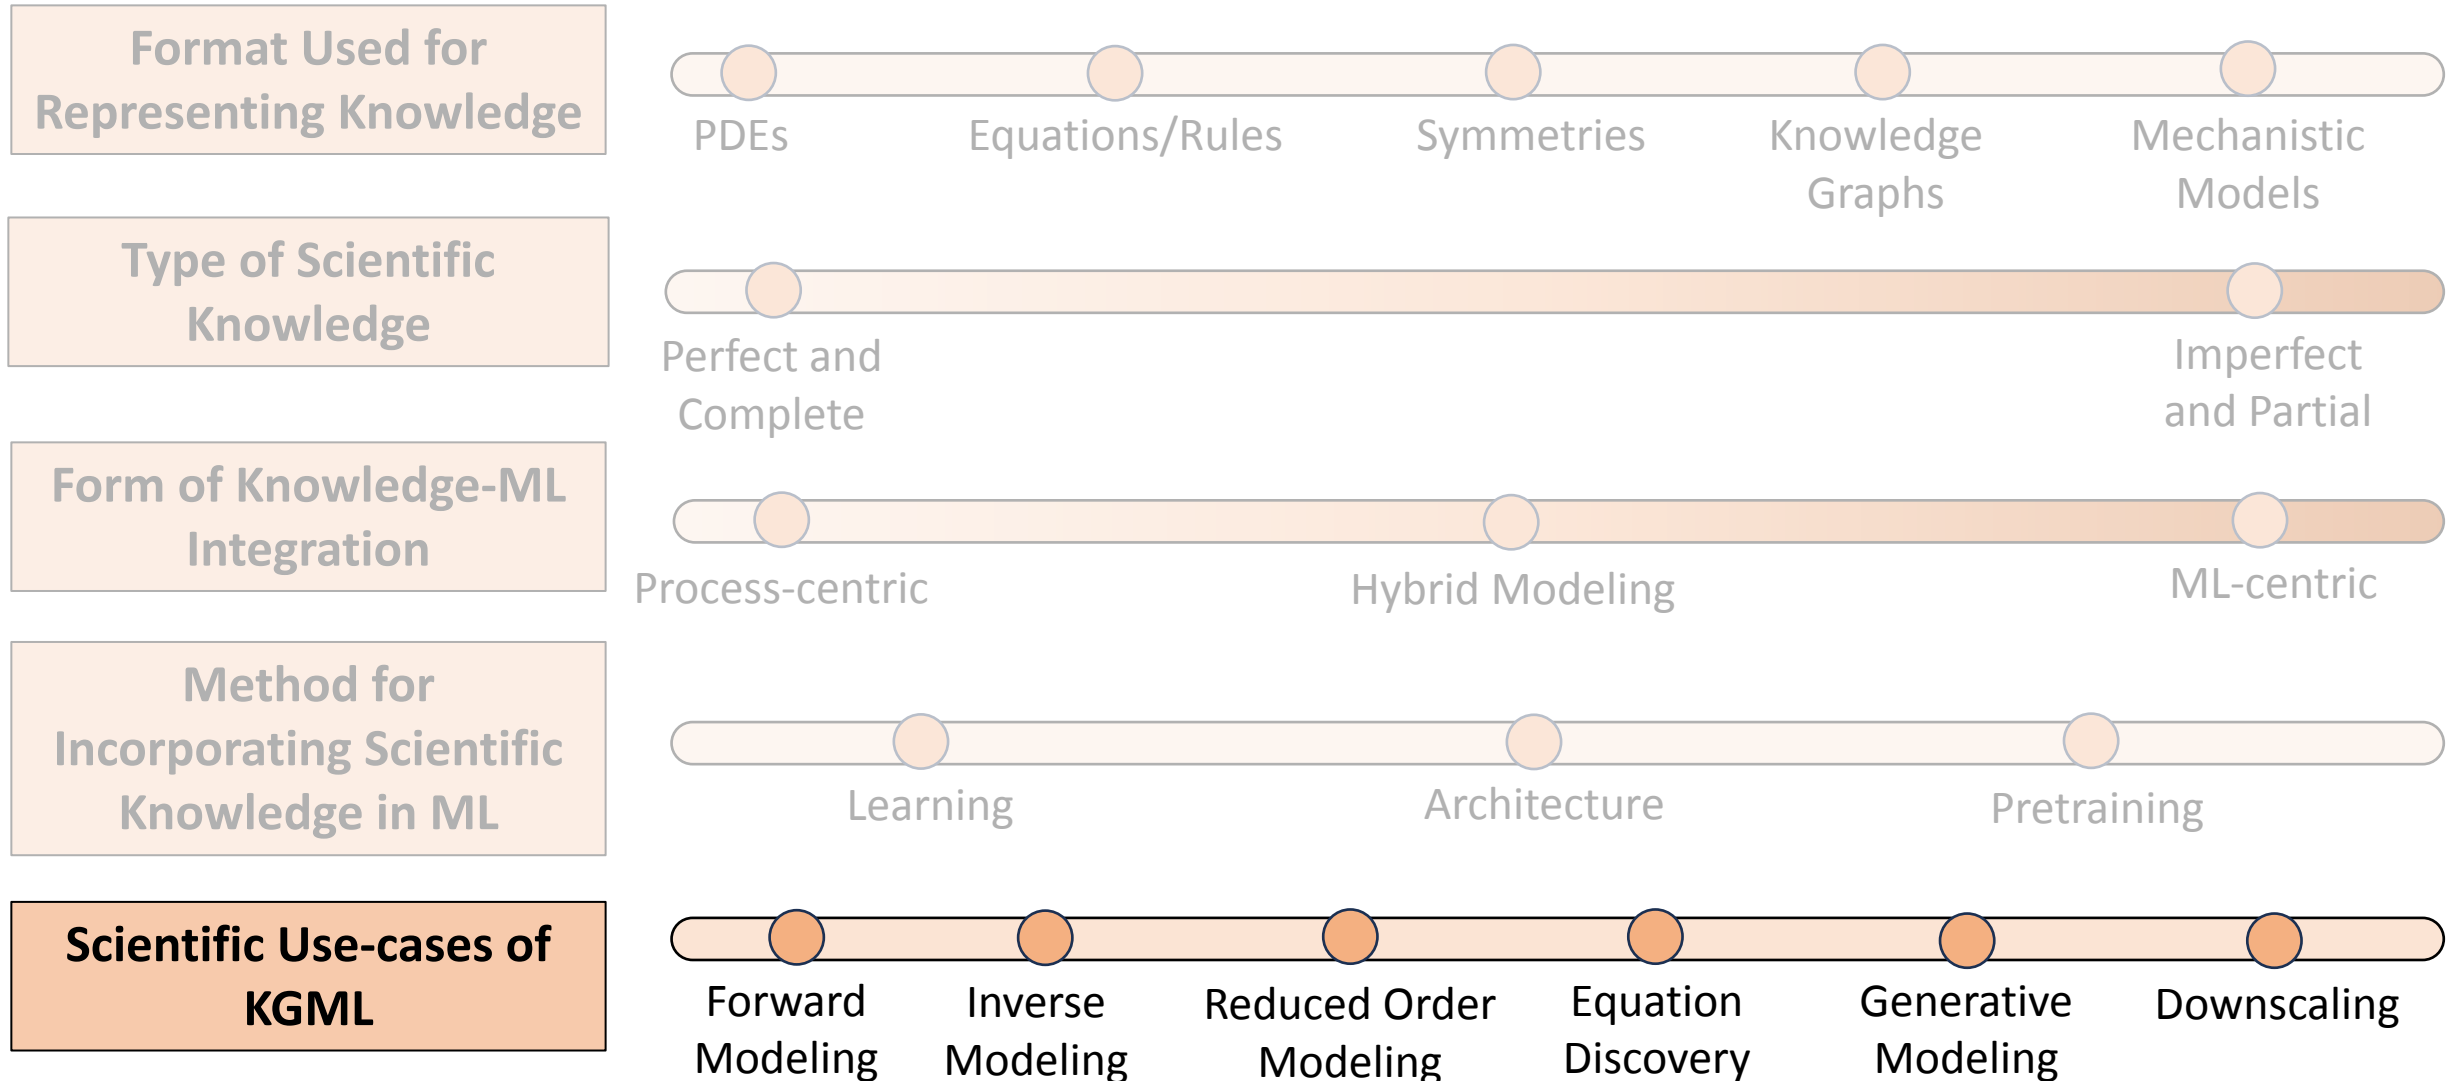 Format Used for
Representing Knowledge
PDEs
Equations/Rules
Symmetries
Knowledge
Graphs
Mechanistic
Models
Type of Scientific
Knowledge
Perfect and
Complete
Imperfect
and Partial
Form of Knowledge-ML
Integration
Process-centric
Hybrid Modeling
ML-centric
Method for
Incorporating Scientific
Knowledge in ML
Learning
Architecture
Pretraining
Scientific Use-cases of
KGML
Forward
Modeling
Inverse
Modeling
Reduced Order
Modeling
Equation
Discovery
Generative
Modeling
Downscaling